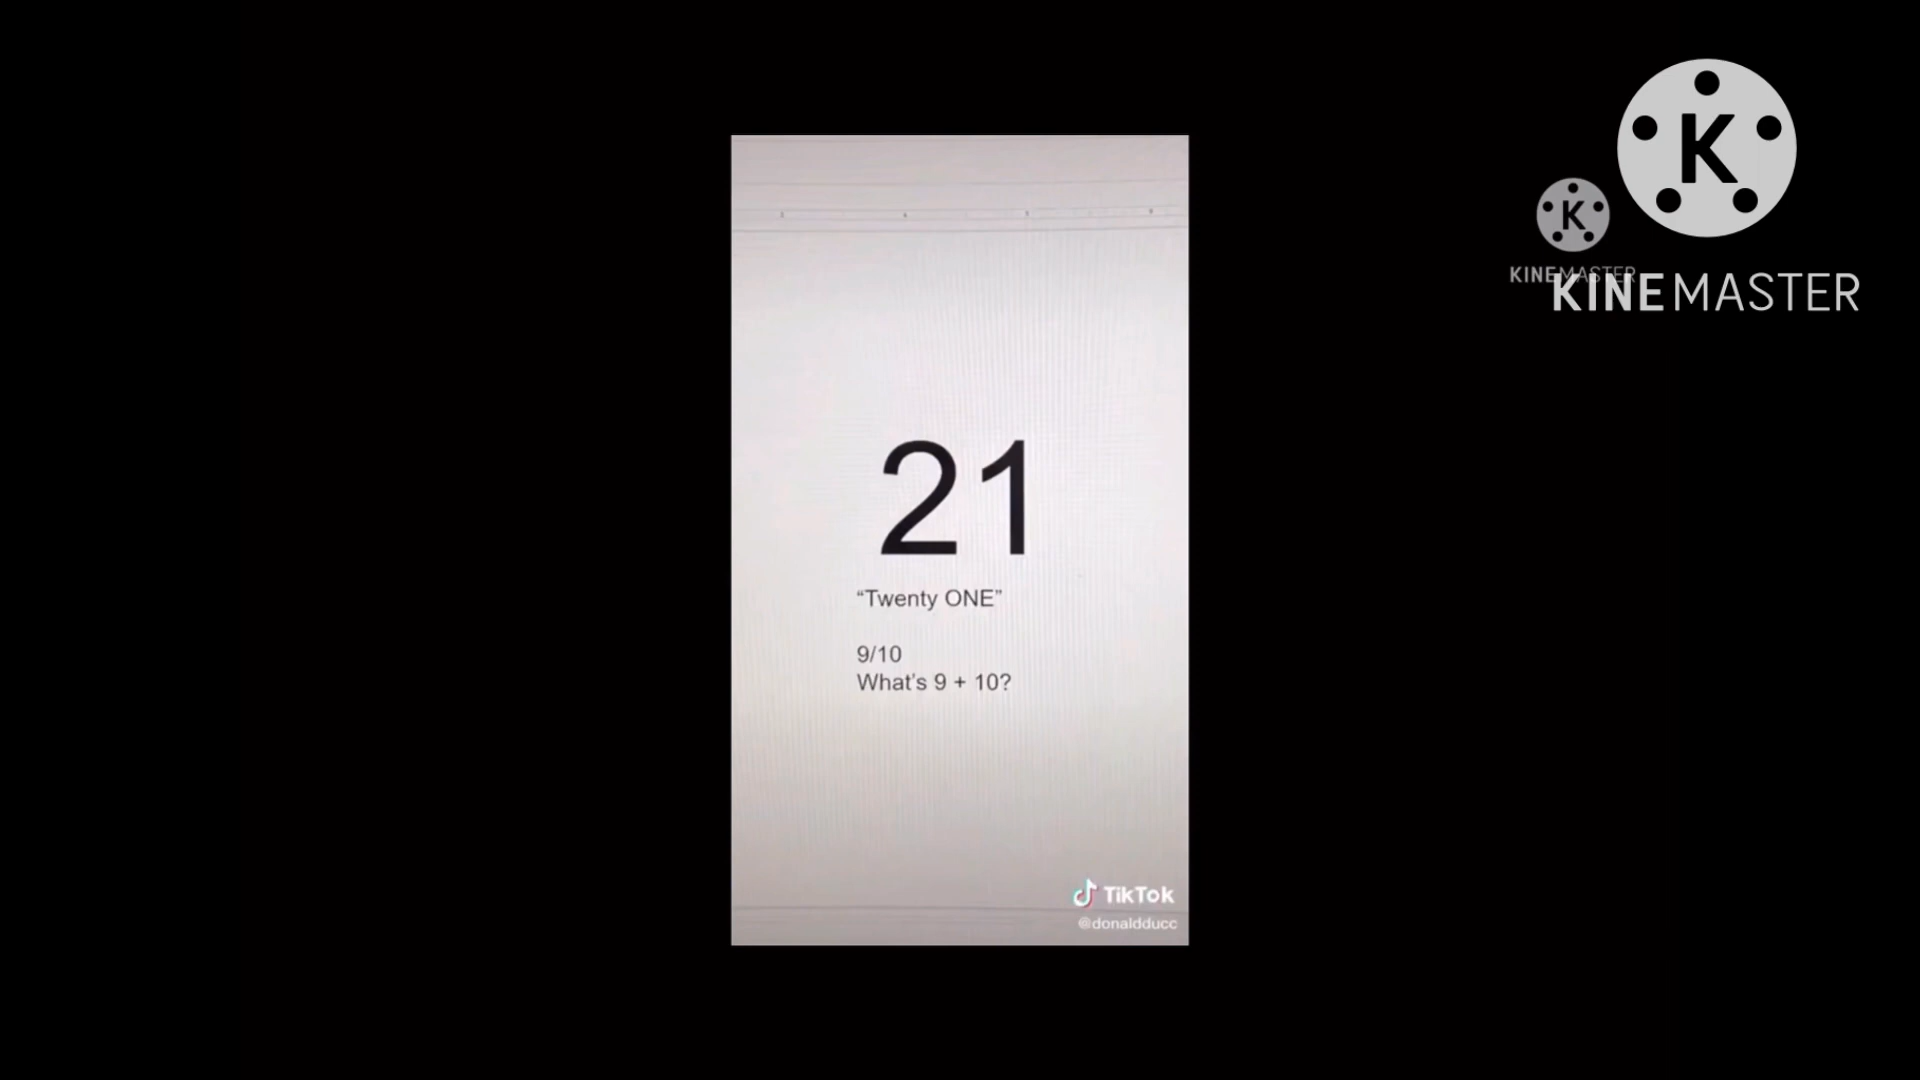 21
“Twenty ONE”
9/10
What's 9 + 10?
TikTok
@donaldducc
K
KINEMASTER
K
KINEMASTER